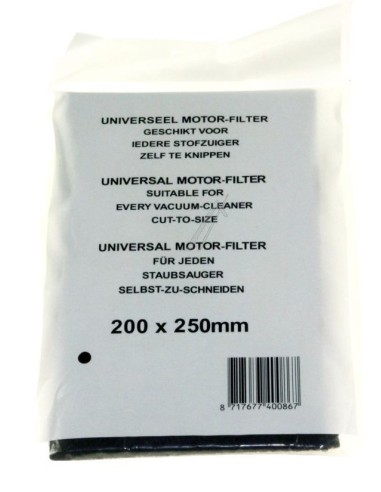 UNIVERSEEL MOTOR-FILTER
GESCHIKT VOOR
IEDERE STOFZUIGER
ZELF TE KNIPPEN
UNIVERSAL MOTOR-FILTER
SUITABLE FOR
EVERY VACUUM-CLEANER
CUT-TO-SIZE
UNIVERSAL MOTOR-FILTER
FÜR JEDEN
STAUBSAUGER
SELBST-ZU-SCHNEIDEN
200 x 250mm
8 717677 400867